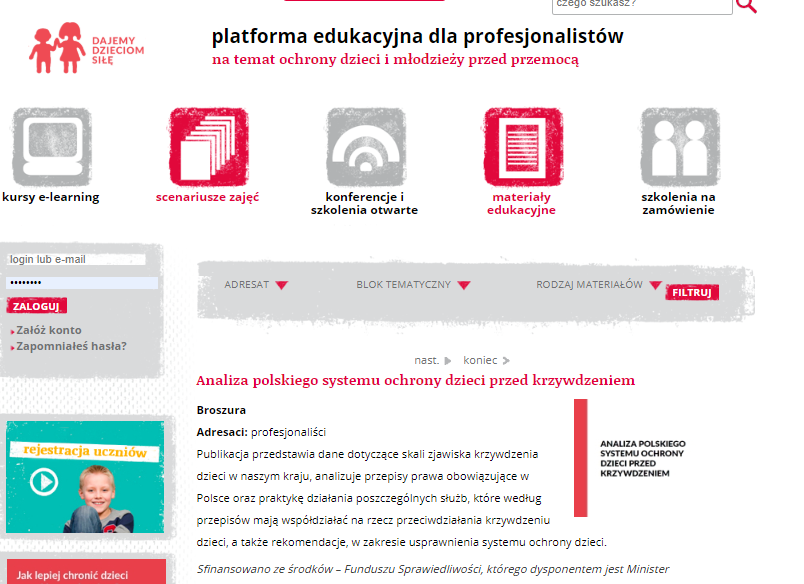 czego szukasz?
DAJEMY
DZIECIOM
SIŁĘ
platforma edukacyjna dla profesjonalistów
na temat ochrony dzieci i młodzieży przed przemocą
kursy e-learning
scenariusze zajęć
konferencje i
szkolenia otwarte
materiały
edukacyjne
szkolenia na
zamówienie
login lub e-mail
••••••••
ZALOGUJ
Załóż konto
Zapomniałeś hasła?
ADRESAT
BLOK TEMATYCZNY
RODZAJ MATERIAŁÓW
FILTRUJ
nast.
koniec
Analiza polskiego systemu ochrony dzieci przed krzywdzeniem
Broszura
Adresaci: profesjonaliści
Publikacja przedstawia dane dotyczące skali zjawiska krzywdzenia
dzieci w naszym kraju, analizuje przepisy prawa obowiązujące w
Polsce oraz praktykę działania poszczególnych służb, które według
przepisów mają współdziałać na rzecz przeciwdziałania krzywdzeniu
dzieci, a także rekomendacje, w zakresie usprawnienia systemu ochrony dzieci.
Sfinansowano ze środków – Funduszu Sprawiedliwości, którego dysponentem jest Minister
ANALIZA POLSKIEGO
SYSTEMU OCHRONY
DZIECI PRZED
KRZYWDZENIEM
rejestracja uczniów
Jak lepiej chronić dzieci